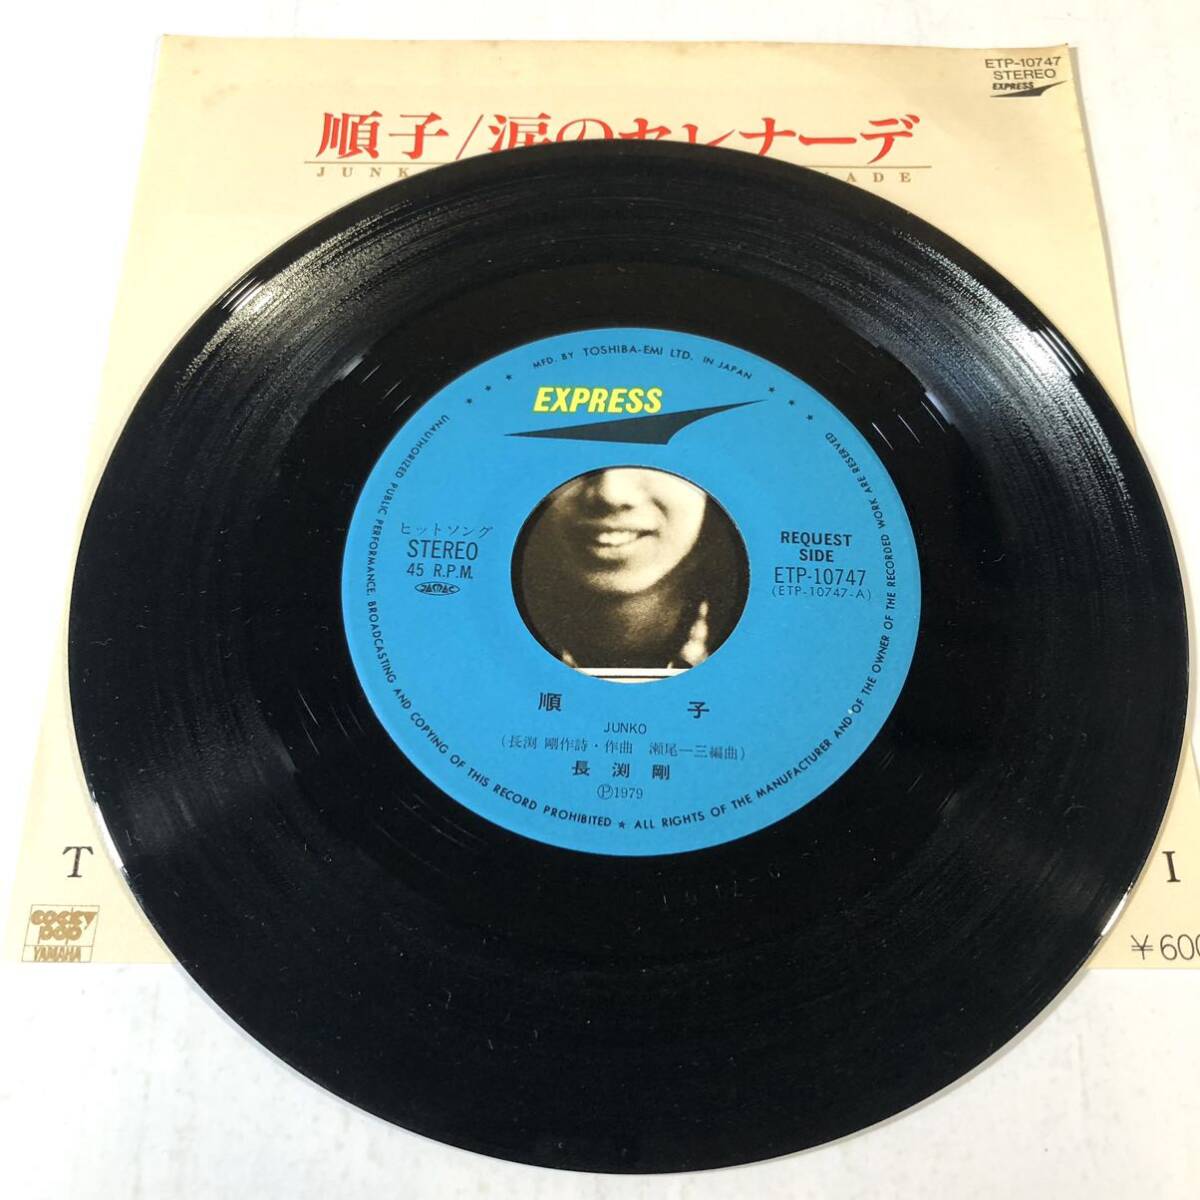 ETP-10747
STEREO
EXPRESS
順子/涙のセレナーデ
JUNK ADE
MFD. BY TOSHIBA-EMI LTD. IN JAPAN
EXPRESS
ヒットソング
STEREO
45 R.P.M.
JASRAC
REQUEST
SIDE
ETP-10747
(ETP-10747-A)
順子
JUNKO
(長渕 剛作詩・作曲 瀬尾一三編曲)
長渕剛
Ⓟ1979
UNAUTHORIZED PUBLIC PERFORMANCE, BROADCASTING AND COPYING OF THIS RECORD PROHIBITED ★ ALL RIGHTS OF THE MANUFACTURER AND OF THE OWNER OF THE RECORDED WORK ARE RESERVED
T I
cocky
pop
YAMAHA
¥600